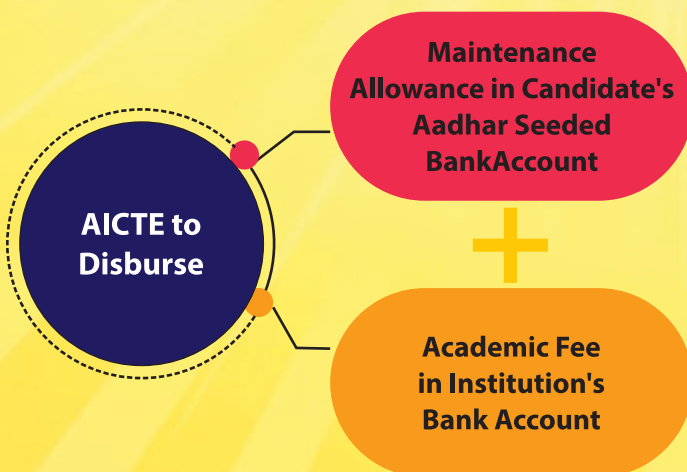 Maintenance
Allowance in Candidate's
Aadhar Seeded
BankAccount
AICTE to
Disburse
Academic Fee
in Institution's
Bank Account